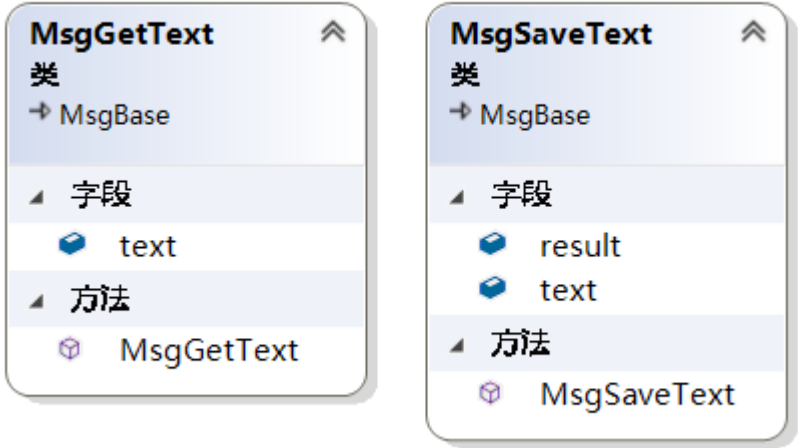 MsgGetText
类
MsgBase
字段
text
方法
MsgGetText
MsgSaveText
类
MsgBase
字段
result
text
方法
MsgSaveText